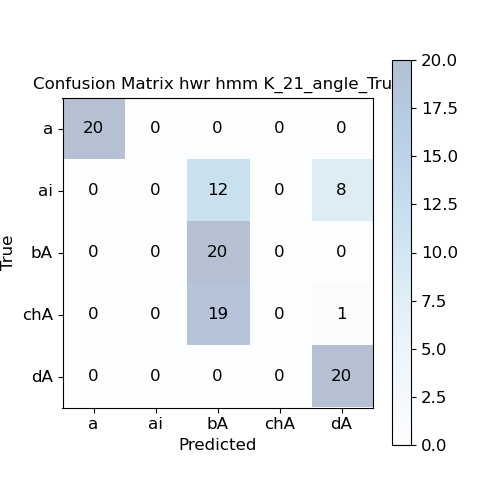 Confusion Matrix hwr hmm K_21_angle_Tru
a 20 0 0 0 0
ai 0 0 12 0 8
bA 0 0 20 0 0
chA 0 0 19 0 1
dA 0 0 0 0 20
a ai bA chA dA
Predicted
True
20.0
17.5
15.0
12.5
10.0
7.5
5.0
2.5
0.0